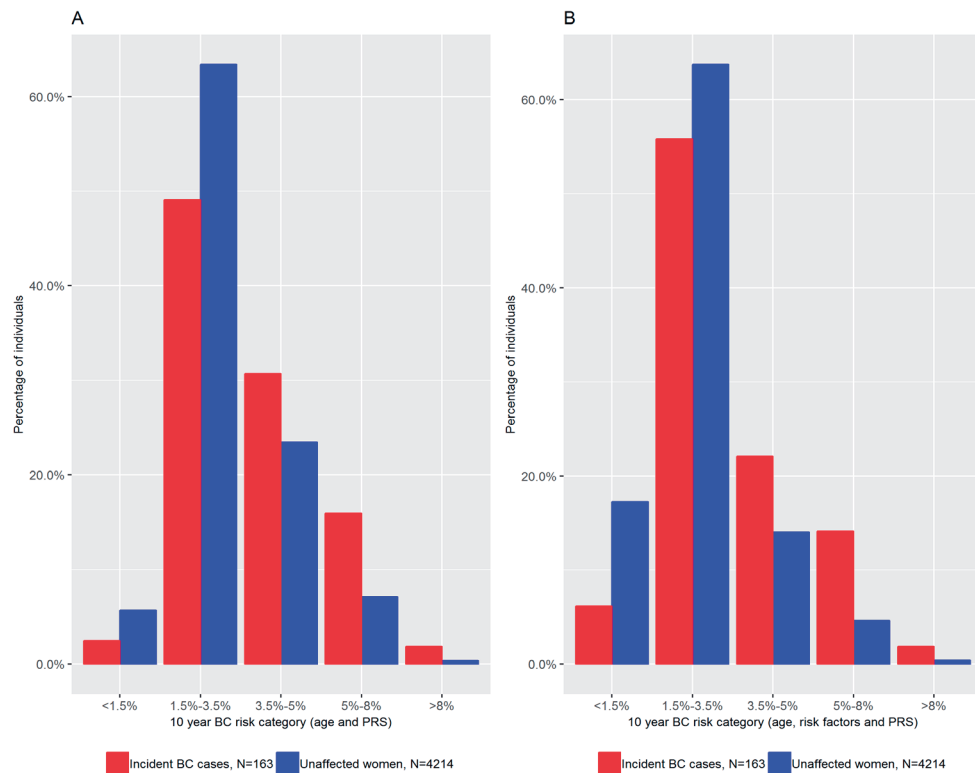 A
Percentage of individuals
60.0%
40.0%
20.0%
0.0%
<1.5%
1.5%-3.5%
3.5%-5%
5%-8%
>8%
10 year BC risk category (age and PRS)
Incident BC cases, N=163
Unaffected women, N=4214
B
Percentage of individuals
60.0%
40.0%
20.0%
0.0%
<1.5%
1.5%-3.5%
3.5%-5%
5%-8%
>8%
10 year BC risk category (age, risk factors and PRS)
Incident BC cases, N=163
Unaffected women, N=4214